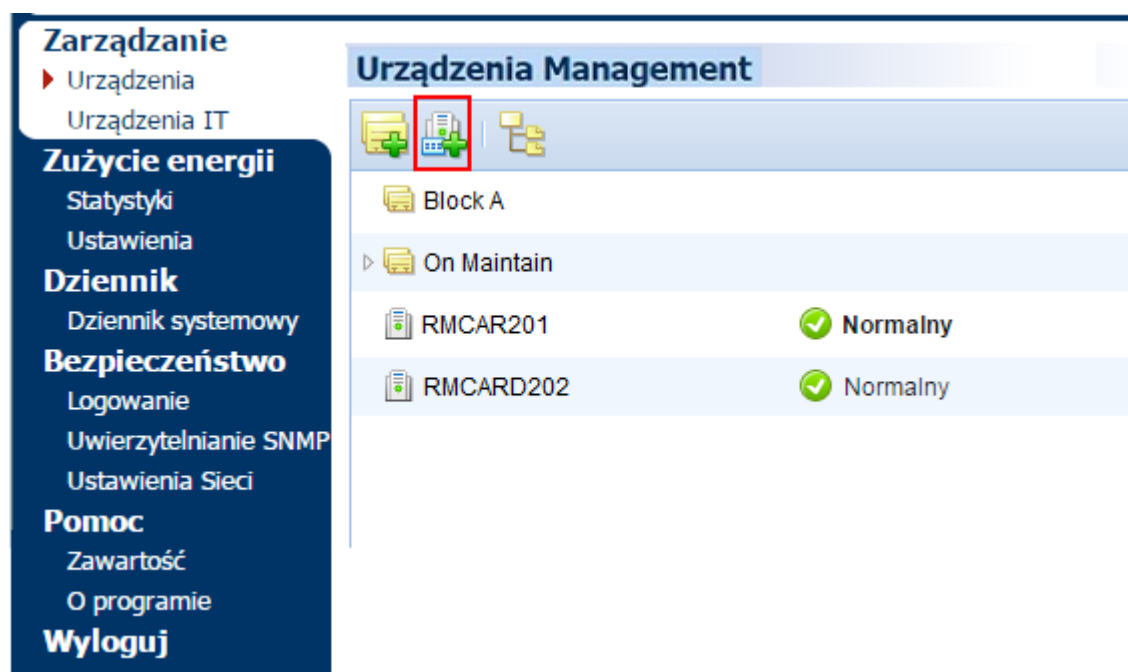 Zarządzanie
Urządzenia
Urządzenia IT
Zużycie energii
Statystyki
Ustawienia
Dziennik
Dziennik systemowy
Bezpieczeństwo
Logowanie
Uwierzytelnianie SNMP
Ustawienia Sieci
Pomoc
Zawartość
O programie
Wyloguj
Urządzenia Management
Block A
On Maintain
RMCAR201 Normalny
RMCARD202 Normalny